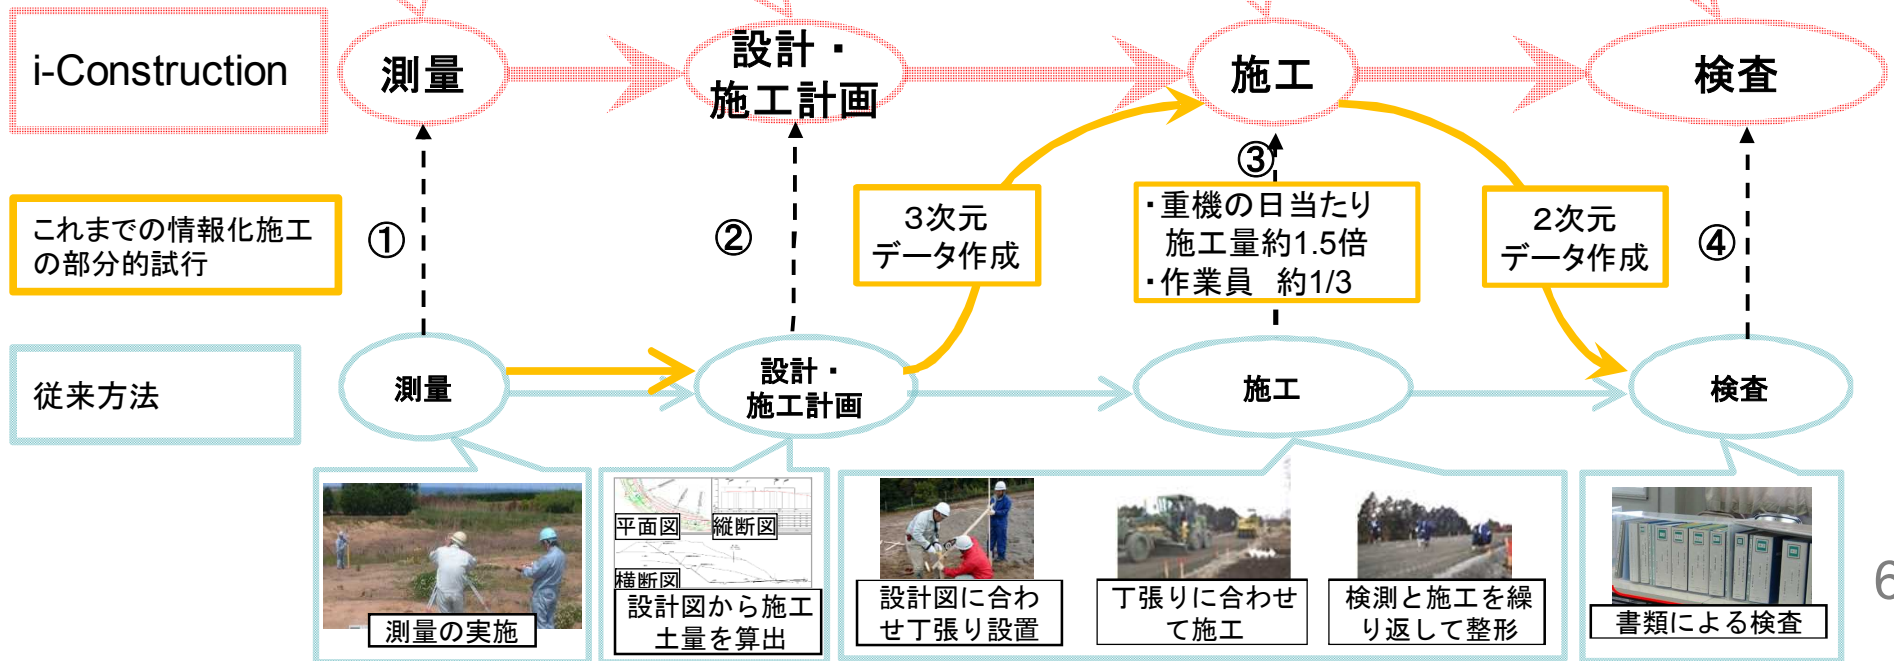 i-Construction
測量
設計・
施工計画
施工
検査
これまでの情報化施工
の部分的試行
①
②
3次元
データ作成
③
・重機の日当たり
施工量約1.5倍
・作業員 約1/3
2次元
データ作成
④
従来方法
測量
設計・
施工計画
施工
検査
測量の実施
平面図
縦断図
横断図
設計図から施工
土量を算出
設計図に合わ
せ丁張り設置
丁張りに合わせ
て施工
検測と施工を繰
り返して整形
書類による検査
6